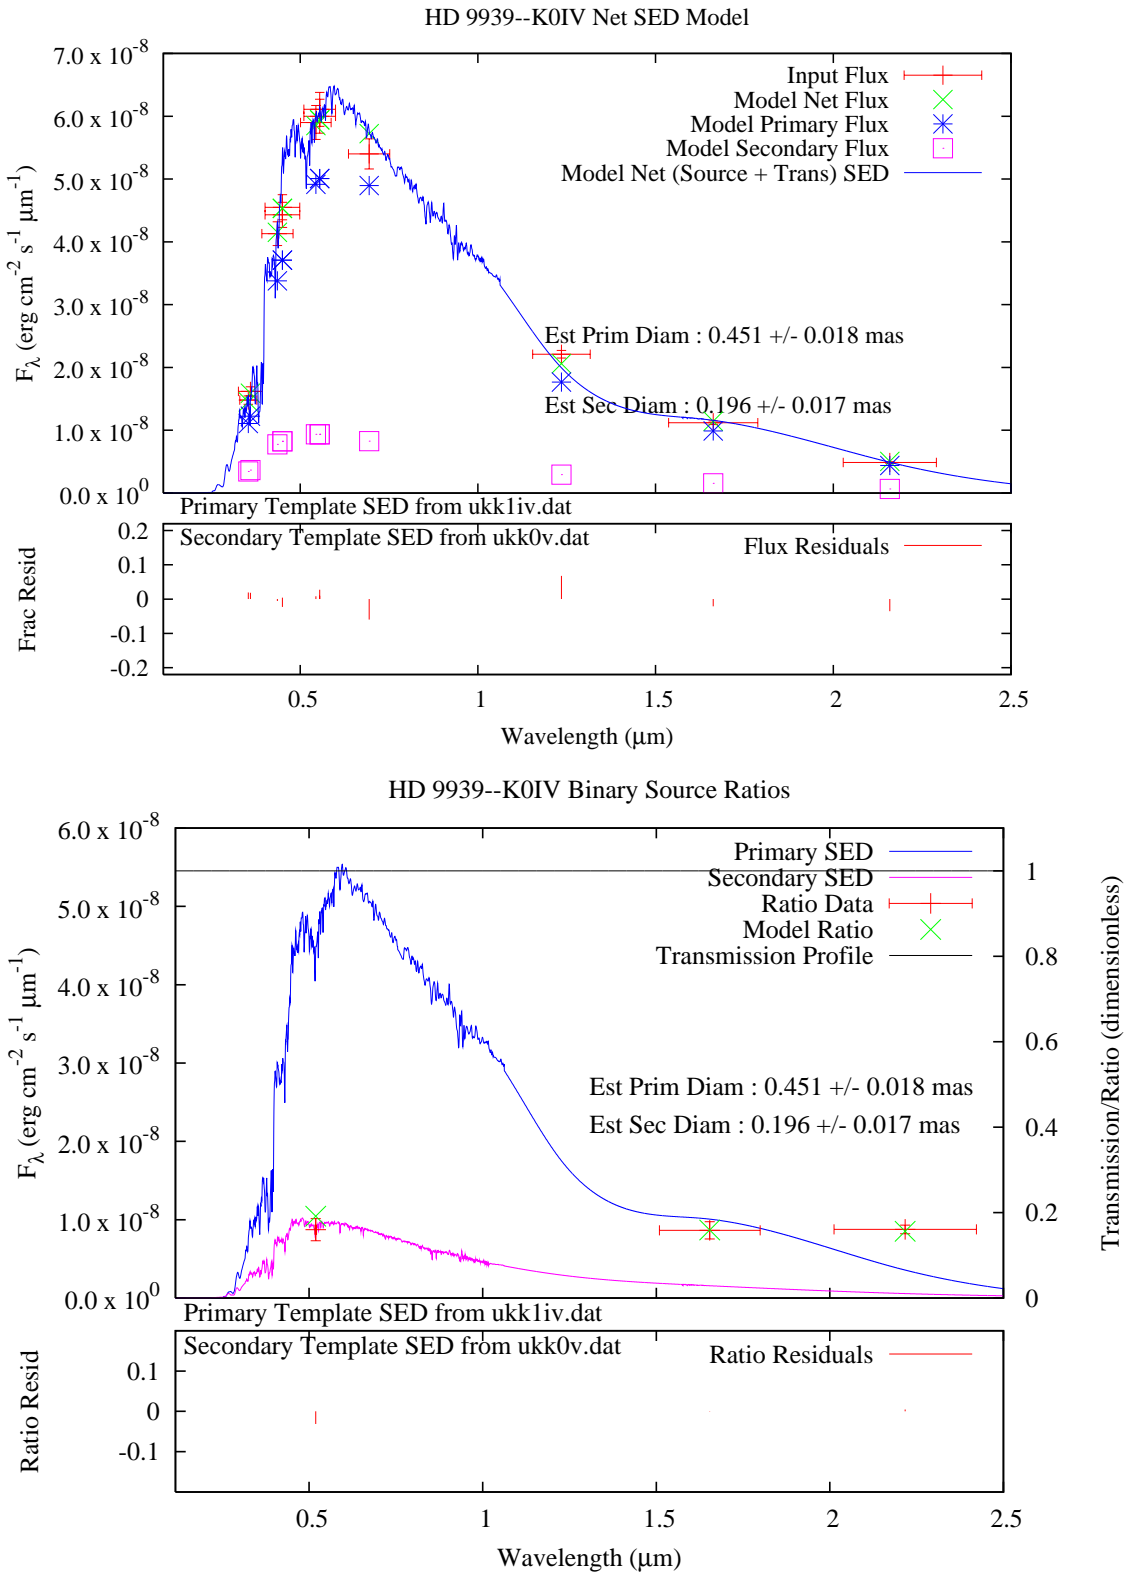 HD 9939--K0IV Net SED Model
7.0 x 10^-8
6.0 x 10^-8
5.0 x 10^-8
4.0 x 10^-8
3.0 x 10^-8
2.0 x 10^-8
1.0 x 10^-8
0.0 x 10^0
F_λ (erg cm^-2 s^-1 μm^-1)
Input Flux
Model Net Flux
Model Primary Flux
Model Secondary Flux
Model Net (Source + Trans) SED
Est Prim Diam : 0.451 +/- 0.018 mas
Est Sec Diam : 0.196 +/- 0.017 mas
Primary Template SED from ukk1iv.dat
Secondary Template SED from ukk0v.dat
Flux Residuals
0.2
0.1
0
-0.1
-0.2
Frac Resid
0.5 1 1.5 2 2.5
Wavelength (μm)
HD 9939--K0IV Binary Source Ratios
6.0 x 10^-8
5.0 x 10^-8
4.0 x 10^-8
3.0 x 10^-8
2.0 x 10^-8
1.0 x 10^-8
0.0 x 10^0
F_λ (erg cm^-2 s^-1 μm^-1)
Primary SED
Secondary SED
Ratio Data
Model Ratio
Transmission Profile
Est Prim Diam : 0.451 +/- 0.018 mas
Est Sec Diam : 0.196 +/- 0.017 mas
1
0.8
0.6
0.4
0.2
0
Transmission/Ratio (dimensionless)
Primary Template SED from ukk1iv.dat
Secondary Template SED from ukk0v.dat
Ratio Residuals
0.1
0
-0.1
Ratio Resid
0.5 1 1.5 2 2.5
Wavelength (μm)